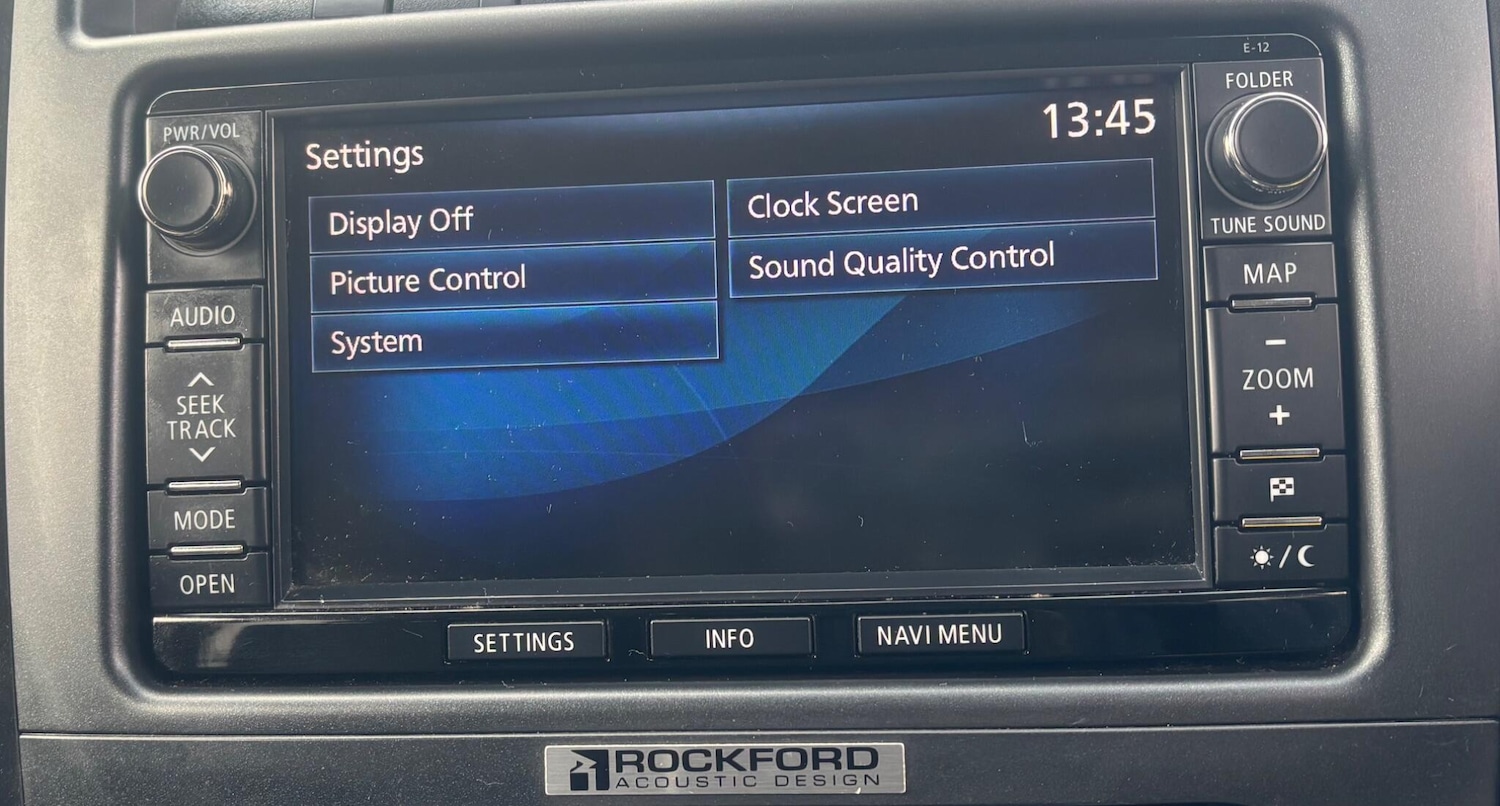 E-12
PWR/VOL
FOLDER
Settings
13:45
Display Off
Clock Screen
TUNE SOUND
Picture Control
Sound Quality Control
MAP
System
AUDIO
SEEK
TRACK
ZOOM
MODE
OPEN
SETTINGS
INFO
NAVI MENU
ROCKFORD
ACOUSTIC DESIGN